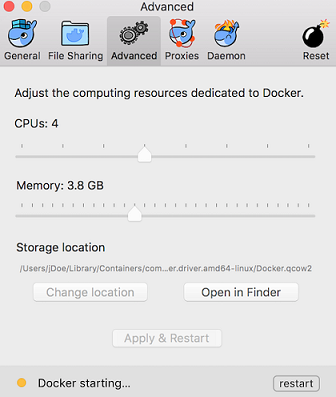 Advanced
General File Sharing Advanced Proxies Daemon Reset
Adjust the computing resources dedicated to Docker.
CPUs: 4
Memory: 3.8 GB
Storage location
/Users/jDoe/Library/Containers/com...er.driver.amd64-linux/Docker.qcow2
Change location Open in Finder
Apply & Restart
Docker starting... restart